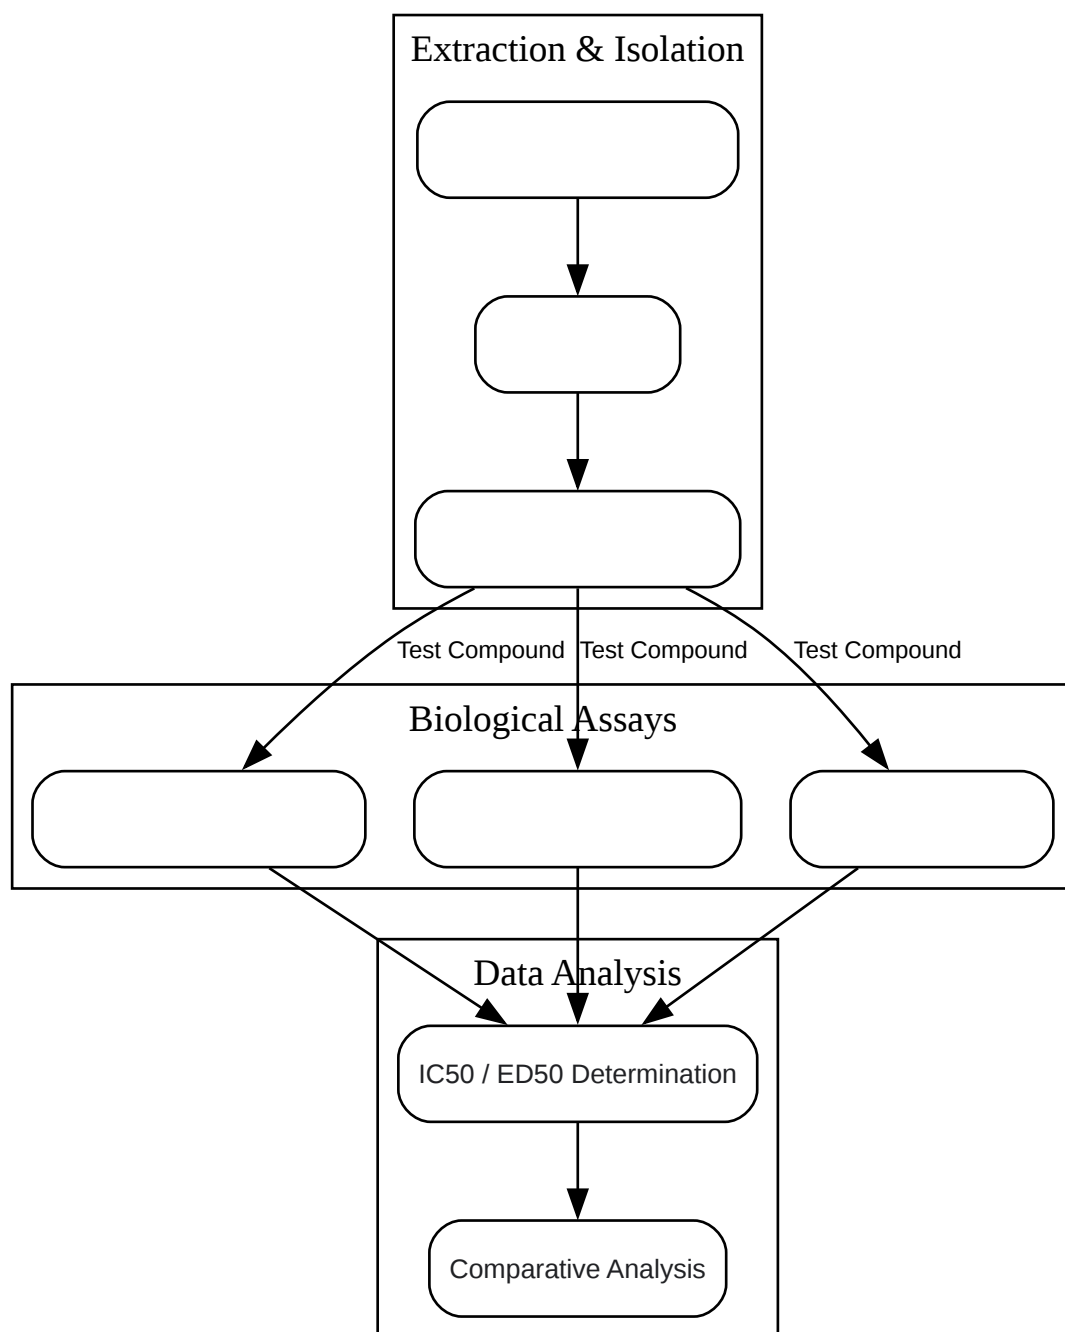 Extraction & Isolation
Test Compound
Test Compound
Test Compound
Biological Assays
Data Analysis
IC50 / ED50 Determination
Comparative Analysis